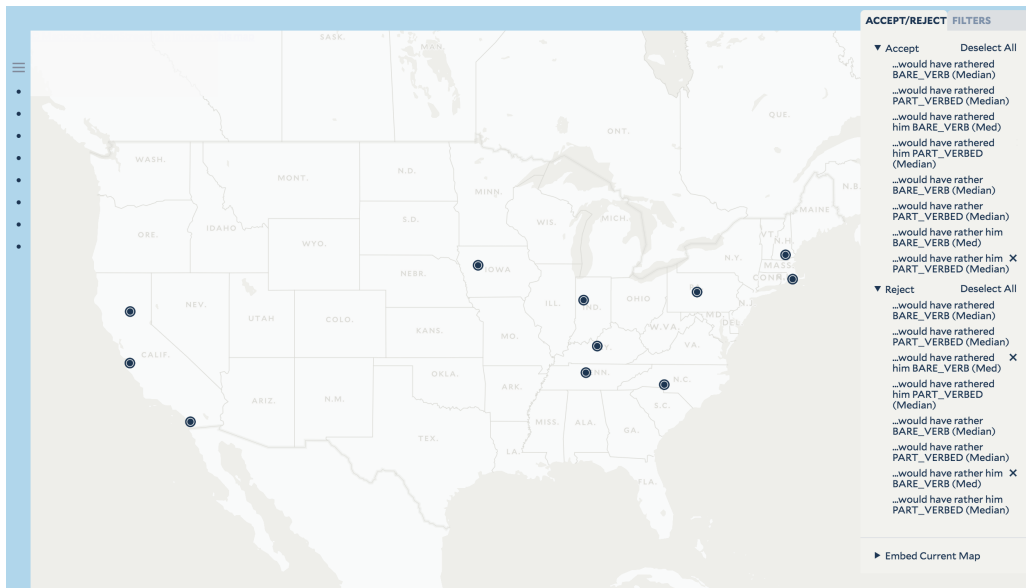 SASK.
MAN.
QUE.
ONT.
WASH.
MONT.
N.D.
MINN.
N.B.
MAINE
ORE.
IDAHO
S.D.
WIS.
MICH.
VT.
N.H.
WYO.
N.Y.
MASS.
IOWA
CONN.
NEBR.
NEV.
ILL.
IND.
OHIO
N.J.
UTAH
COLO.
MD.
DEL.
KANS.
MO.
W.VA.
VA.
CALIF.
OKLA.
ARK.
N.C.
ARIZ.
N.M.
S.C.
MISS.
ALA.
GA.
TEX.
LA.
FLA.
ACCEPT/REJECT FILTERS
Accept Deselect All
...would have rathered
BARE_VERB (Median)
...would have rathered
PART_VERBED (Median)
...would have rathered
him BARE_VERB (Med)
...would have rathered
him PART_VERBED
(Median)
...would have rather
BARE_VERB (Median)
...would have rather
PART_VERBED (Median)
...would have rather him
BARE_VERB (Med)
...would have rather him ×
PART_VERBED (Median)
Reject Deselect All
...would have rathered
BARE_VERB (Median)
...would have rathered
PART_VERBED (Median)
...would have rathered ×
him BARE_VERB (Med)
...would have rathered
him PART_VERBED
(Median)
...would have rather
BARE_VERB (Median)
...would have rather
PART_VERBED (Median)
...would have rather him ×
BARE_VERB (Med)
...would have rather him
PART_VERBED (Median)
Embed Current Map